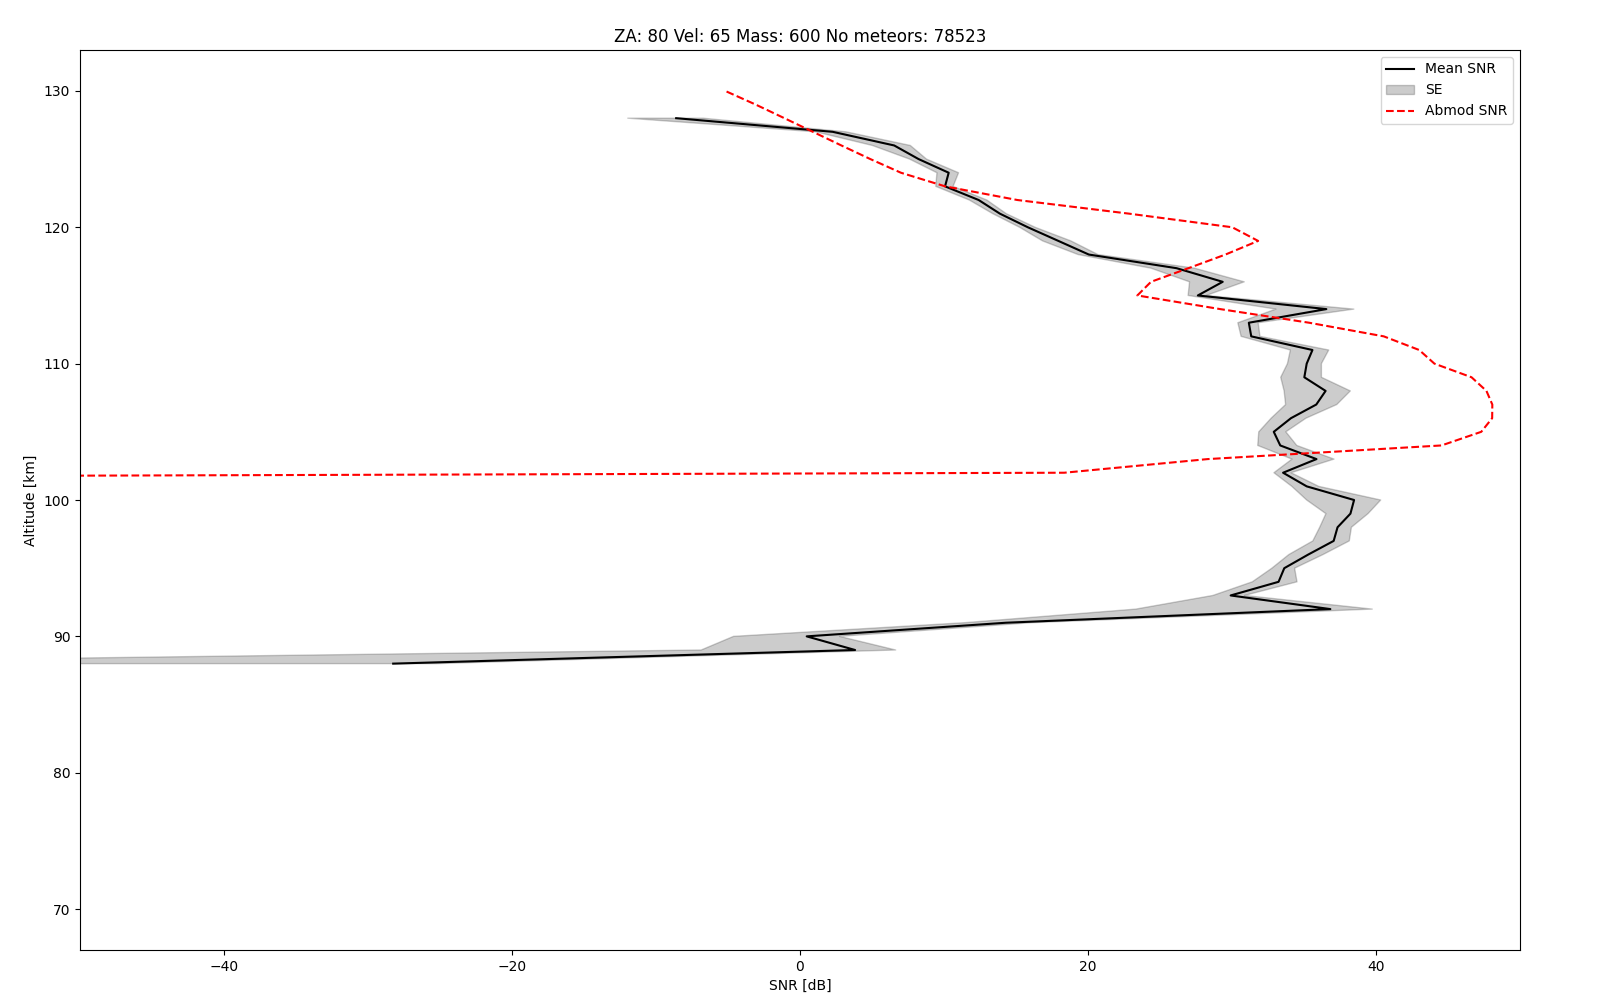 ZA: 80 Vel: 65 Mass: 600 No meteors: 78523
Mean SNR
SE
Abmod SNR
130
120
110
100
90
80
70
Altitude [km]
−40 −20 0 20 40
SNR [dB]